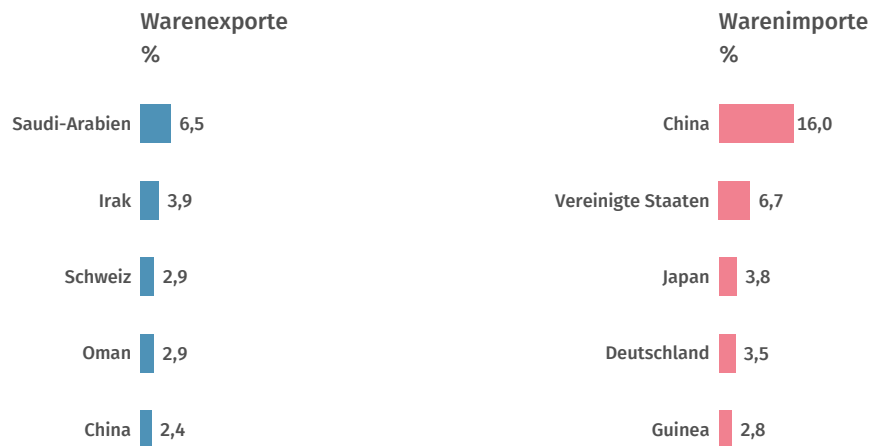 Warenexporte
%
Saudi-Arabien 6,5
Irak 3,9
Schweiz 2,9
Oman 2,9
China 2,4
Warenimporte
%
China 16,0
Vereinigte Staaten 6,7
Japan 3,8
Deutschland 3,5
Guinea 2,8